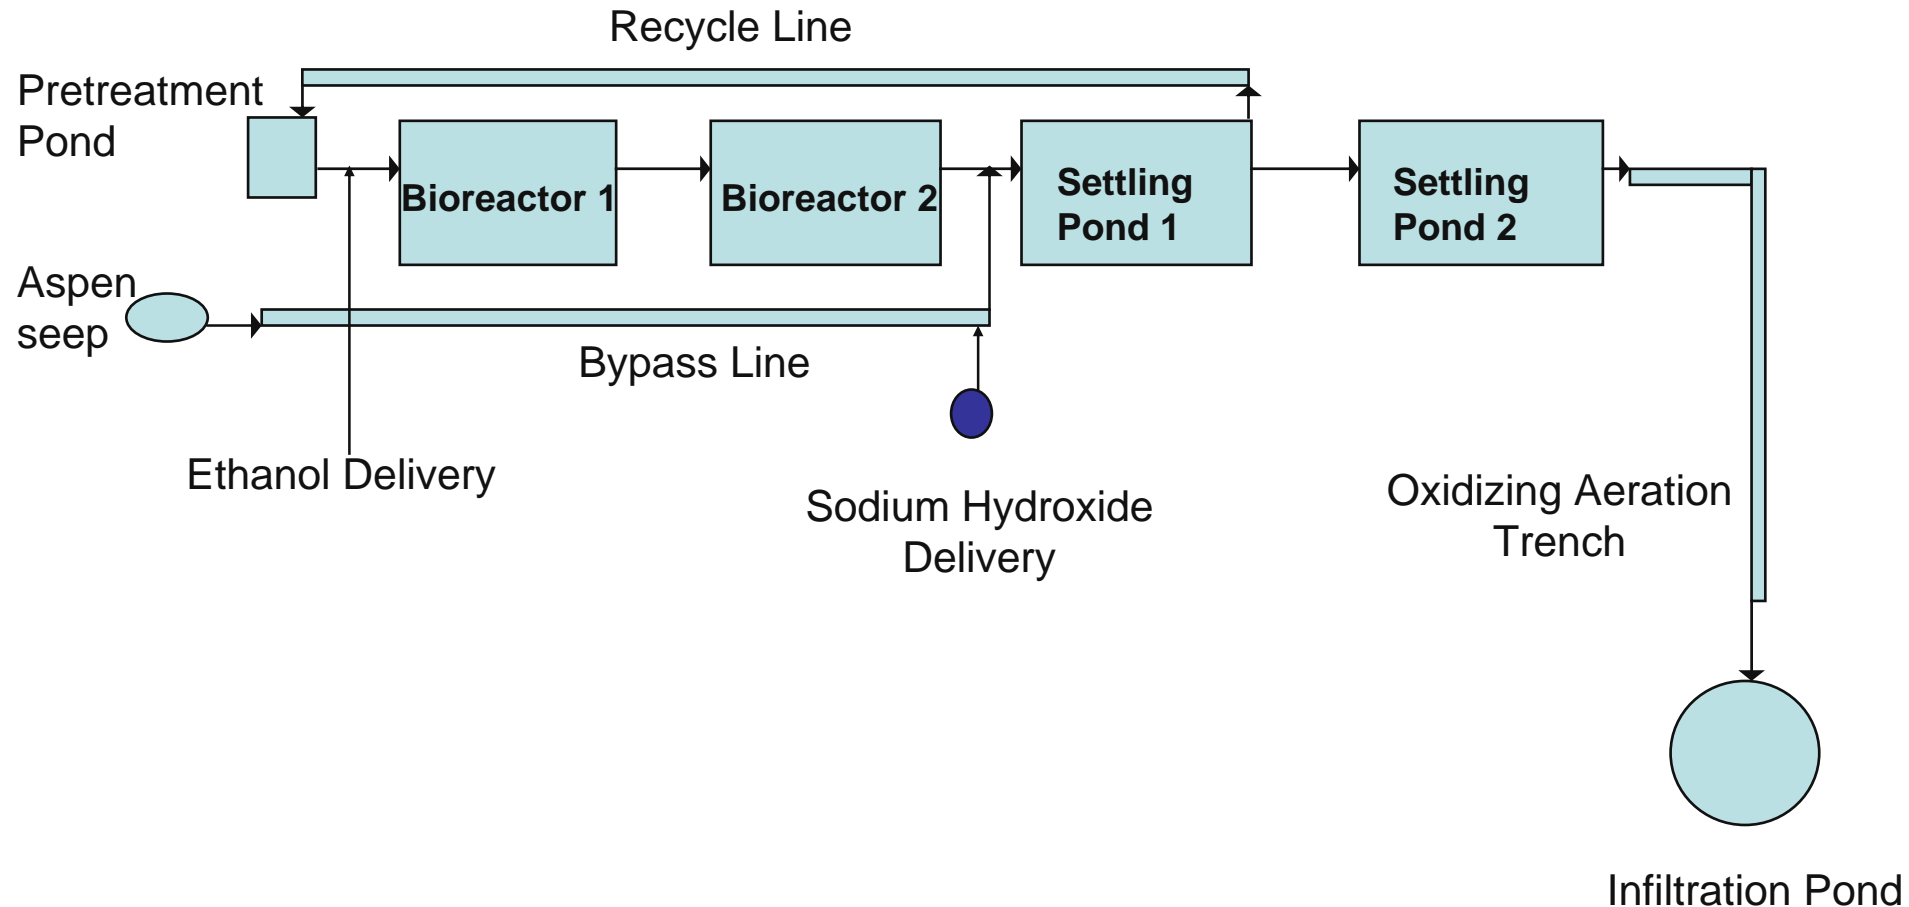 Recycle Line
Pretreatment
Pond
Bioreactor 1
Bioreactor 2
Settling
Pond 1
Settling
Pond 2
Aspen
seep
Bypass Line
Ethanol Delivery
Sodium Hydroxide
Delivery
Oxidizing Aeration
Trench
Infiltration Pond